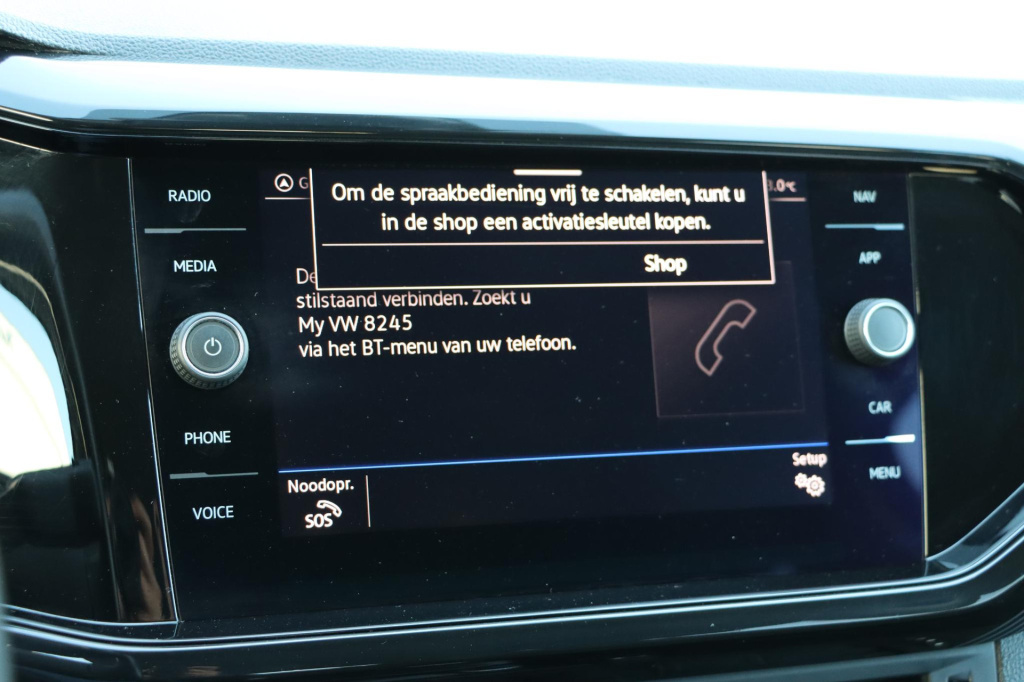 RADIO
MEDIA
PHONE
VOICE
Om de spraakbediening vrij te schakelen, kunt u
in de shop een activatiesleutel kopen.
Shop
stilstaand verbinden. Zoekt u
My VW 8245
via het BT-menu van uw telefoon.
Noodopr.
SOS
Setup
NAV
APP
CAR
MENU